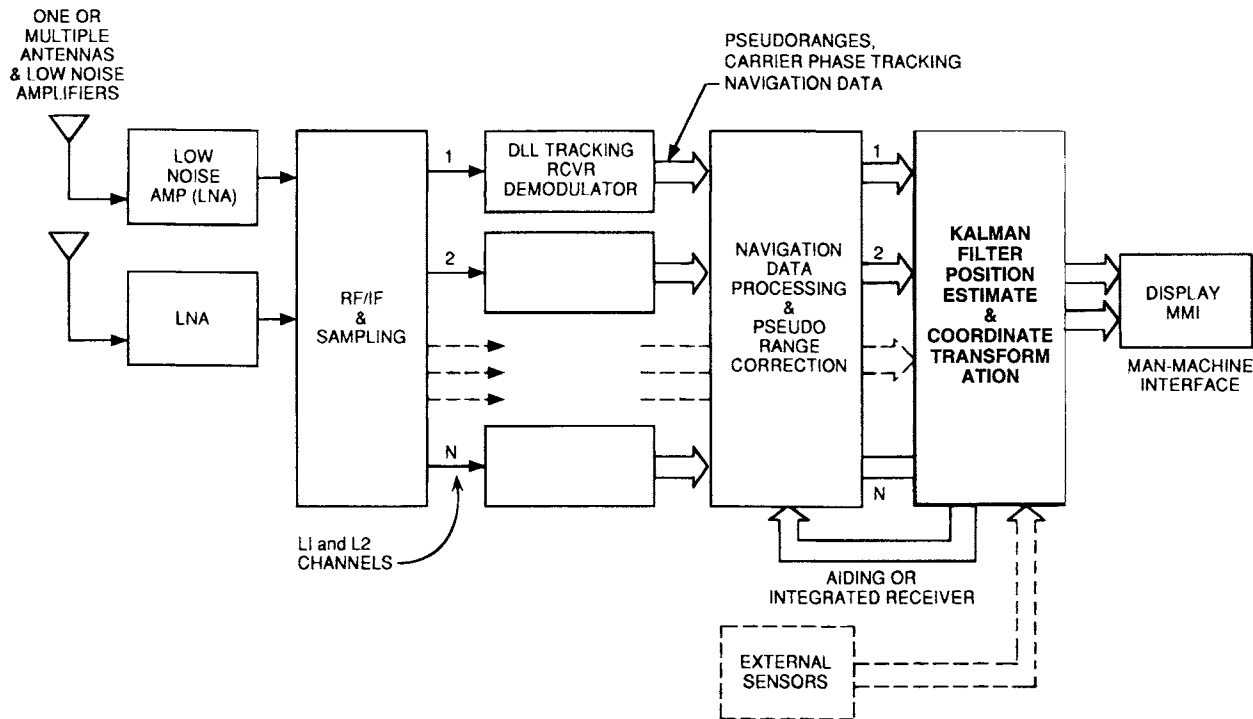 ONE OR
MULTIPLE
ANTENNAS
& LOW NOISE
AMPLIFIERS
LOW
NOISE
AMP (LNA)
LNA
RF/IF
&
SAMPLING
1
2
N
LI and L2
CHANNELS
DLL TRACKING
RCVR
DEMODULATOR
PSEUDORANGES,
CARRIER PHASE TRACKING
NAVIGATION DATA
NAVIGATION
DATA
PROCESSING
&
PSEUDO
RANGE
CORRECTION
1
2
N
KALMAN
FILTER
POSITION
ESTIMATE
&
COORDINATE
TRANSFORM
ATION
DISPLAY
MMI
MAN-MACHINE
INTERFACE
AIDING OR
INTEGRATED RECEIVER
EXTERNAL
SENSORS